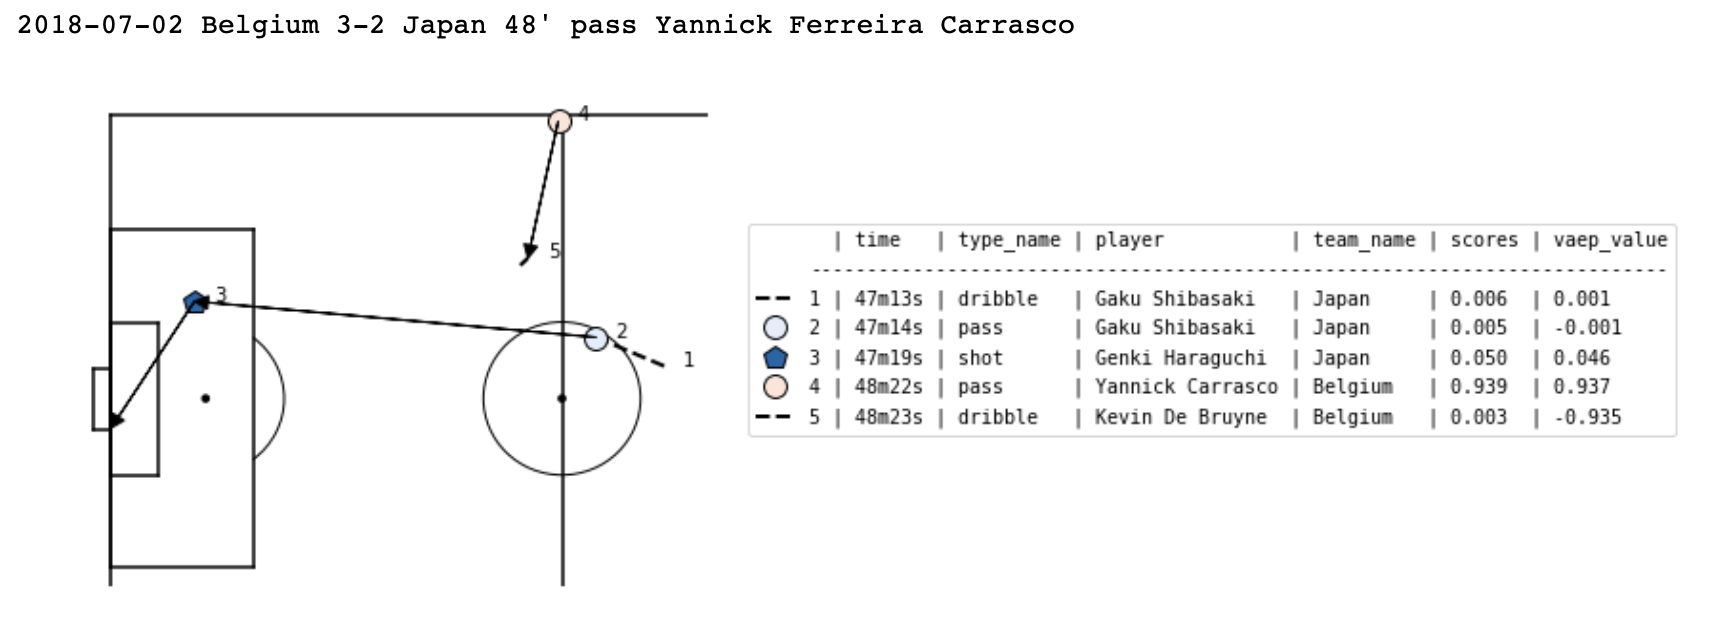 2018-07-02 Belgium 3-2 Japan 48' pass Yannick Ferreira Carrasco
4
5
3
2
1
| time | type_name | player | team_name | scores | vaep_value
--------------------------------------------------------------------------------
1 | 47m13s | dribble | Gaku Shibasaki | Japan | 0.006 | 0.001
2 | 47m14s | pass | Gaku Shibasaki | Japan | 0.005 | -0.001
3 | 47m19s | shot | Genki Haraguchi | Japan | 0.050 | 0.046
4 | 48m22s | pass | Yannick Carrasco | Belgium | 0.939 | 0.937
5 | 48m23s | dribble | Kevin De Bruyne | Belgium | 0.003 | -0.935